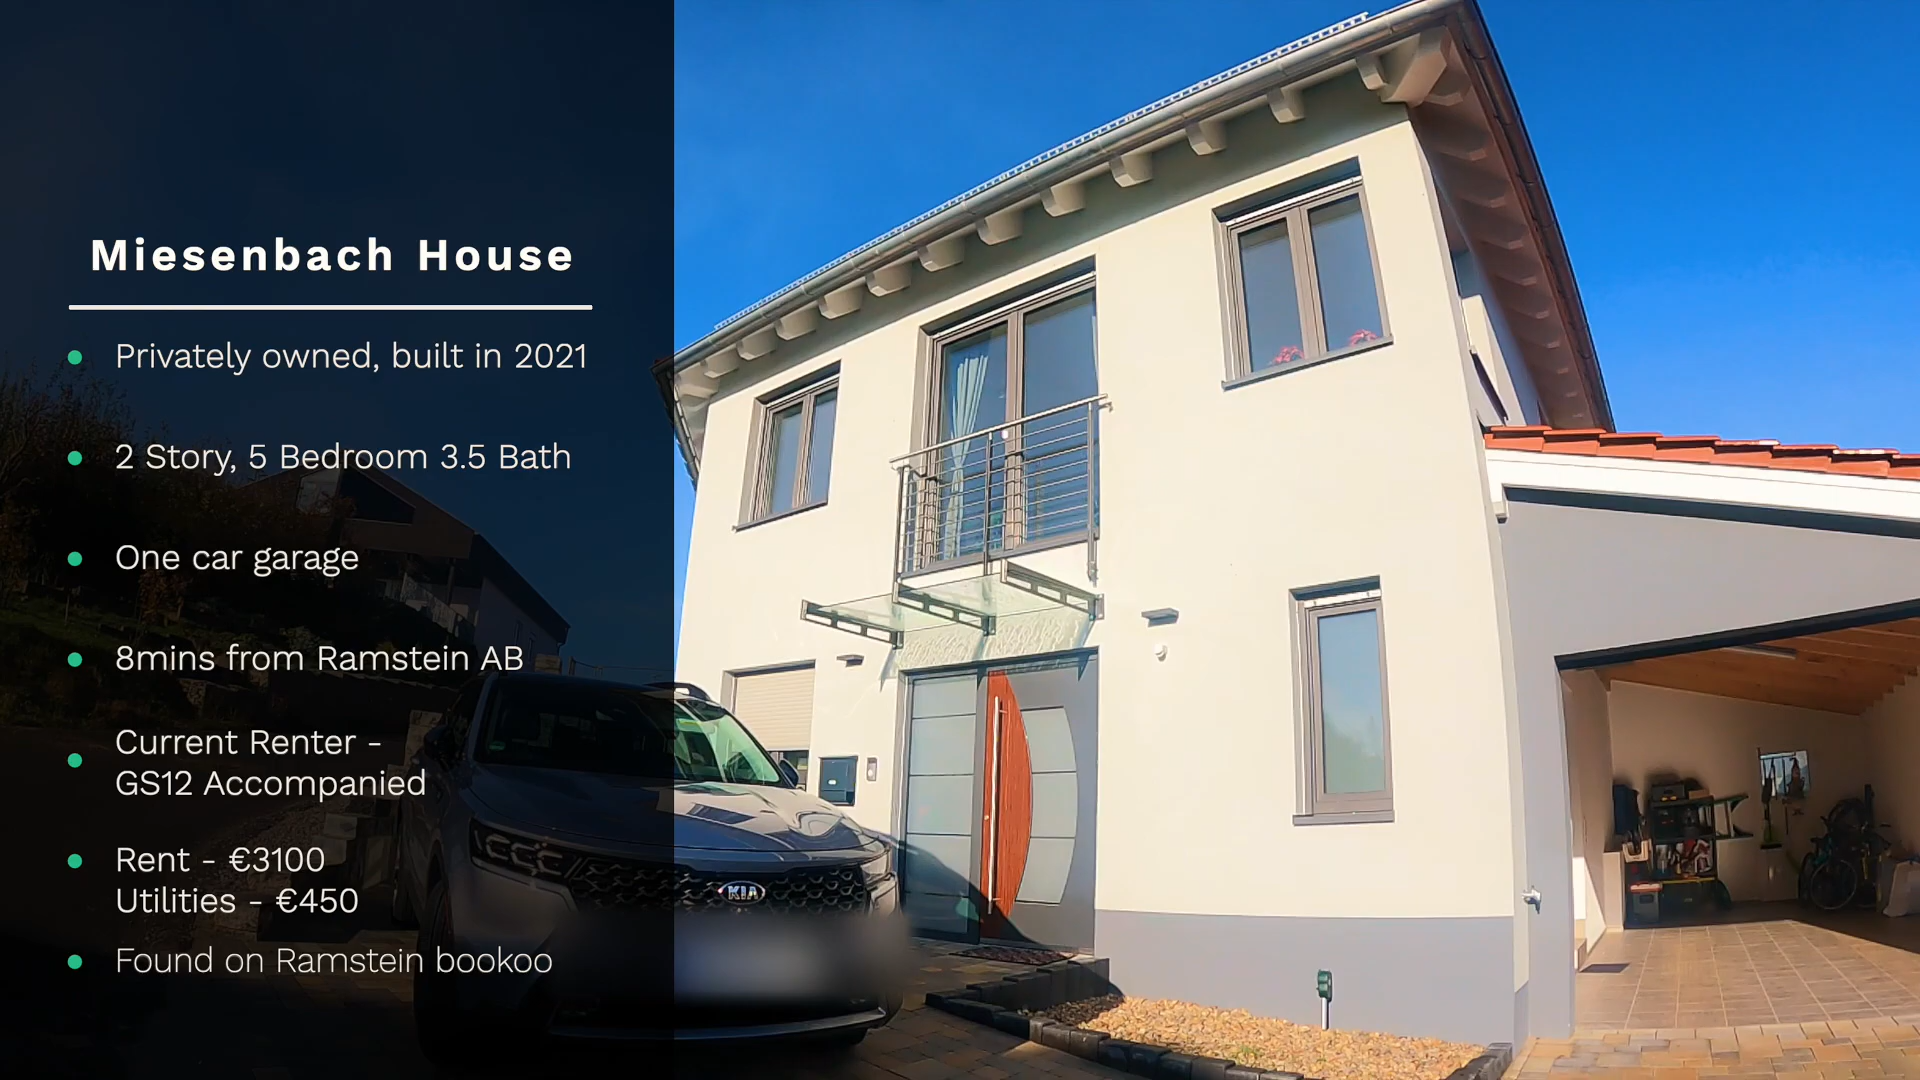 Miesenbach House
Privately owned, built in 2021
2 Story, 5 Bedroom 3.5 Bath
One car garage
8mins from Ramstein AB
Current Renter -
GS12 Accompanied
Rent - €3100
Utilities - €450
Found on Ramstein bookoo
KIA